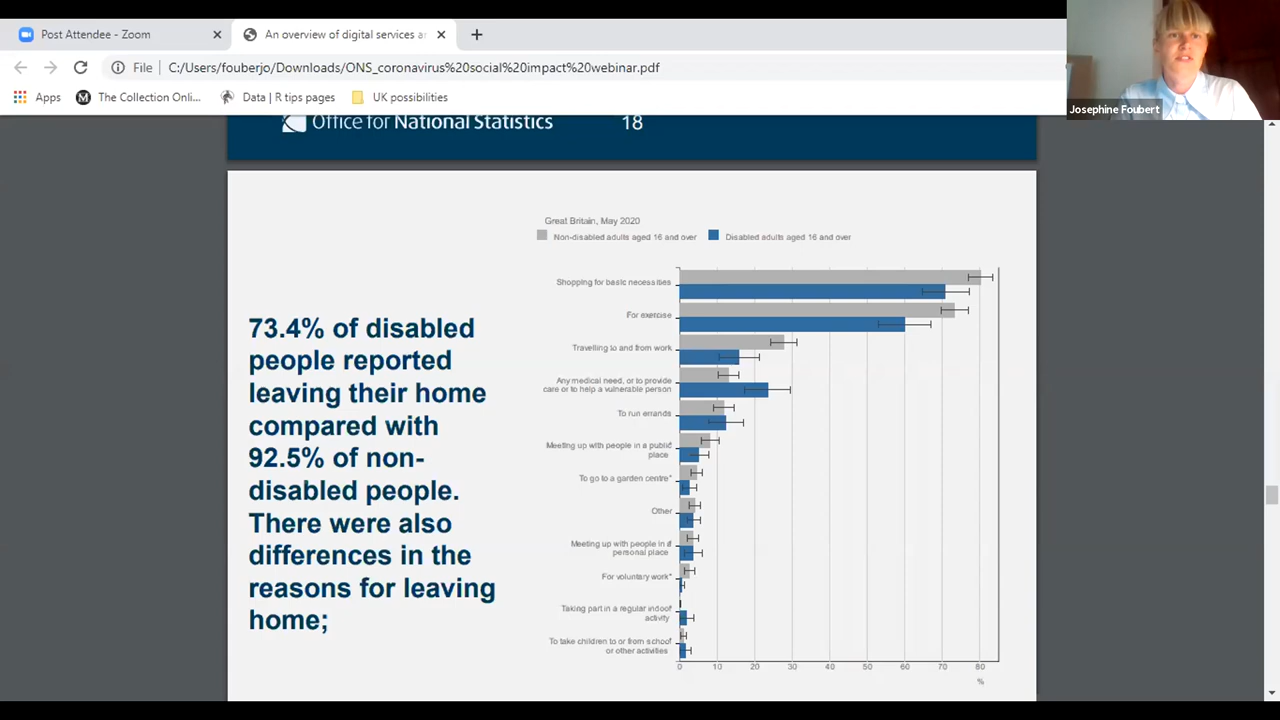 Post Attendee - Zoom
An overview of digital services a
File
C:/Users/fouberjo/Downloads/ONS_coronavirus%20social%20impact%20webinar.pdf
Apps
The Collection Onli...
Data | R tips pages
UK possibilities
Josephine Foubert
Office for National Statistics
18
Great Britain, May 2020
Non-disabled adults aged 16 and over
Disabled adults aged 16 and over
73.4% of disabled
people reported
leaving their home
compared with
92.5% of non-
disabled people.
There were also
differences in the
reasons for leaving
home;
Shopping for basic necessities
For exercise
Travelling to and from work
Any medical need, or to provide
care or to help a vulnerable person
To run errands
Meeting up with people in a public
place
To go to a garden centre*
Other
Meeting up with people in a
personal place
For voluntary work*
Taking part in a regular indoor
activity
To take children to or from school
or other activities
0 10 20 30 40 50 60 70 80
%